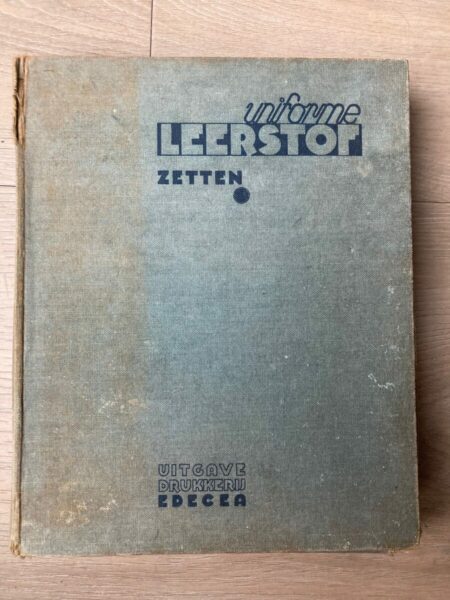 uniforme
LEERSTOF
ZETTEN
UITGAVE
DRUKKERIJ
EDECEA